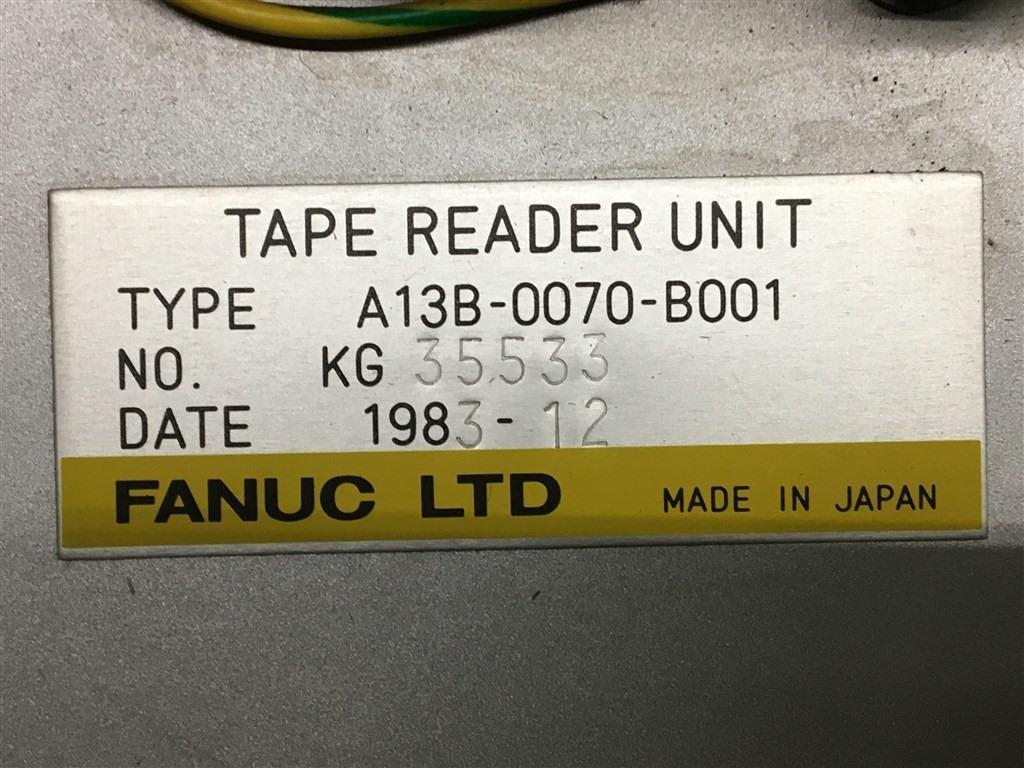 TAPE READER UNIT
TYPE A13B-0070-B001
NO. KG 35533
DATE 1983-12
FANUC LTD MADE IN JAPAN